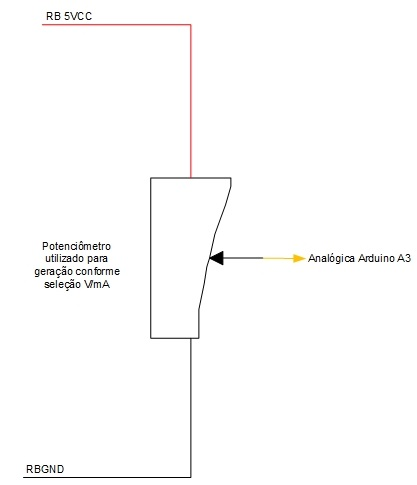 RB 5VCC
Potenciômetro
utilizado para
geração conforme
seleção V/mA
Analógica Arduino A3
RBGND